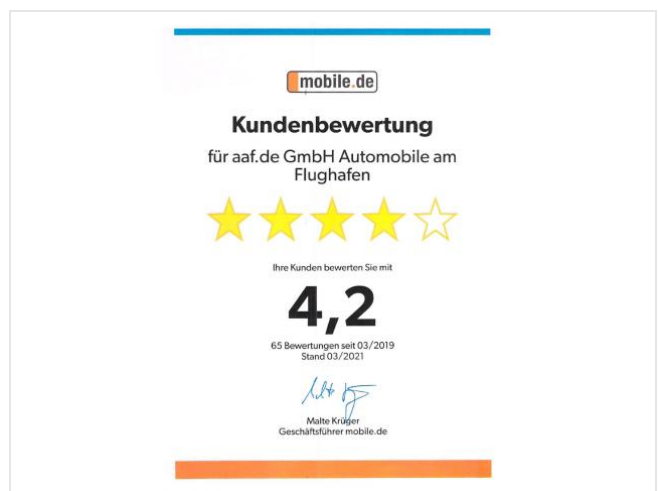 mobile.de
Kundenbewertung
für aaf.de GmbH Automobile am
Flughafen
Ihre Kunden bewerten Sie mit
4,2
65 Bewertungen seit 03/2019
Stand 03/2021
Malte Krüger
Geschäftsführer mobile.de